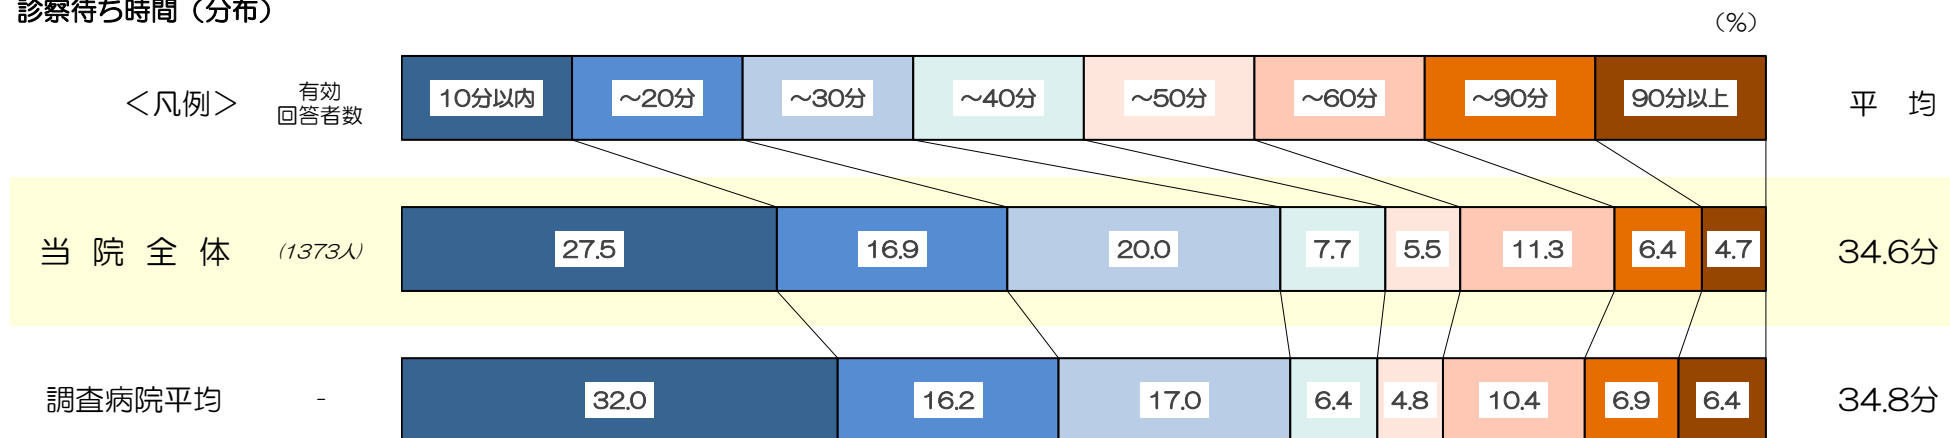 診察待ち時間（分布）
（%）
＜凡例＞ 有効回答者数 10分以内 ～20分 ～30分 ～40分 ～50分 ～60分 ～90分 90分以上 平 均
当 院 全 体 (1373人) 27.5 16.9 20.0 7.7 5.5 11.3 6.4 4.7 34.6分
調査病院平均 - 32.0 16.2 17.0 6.4 4.8 10.4 6.9 6.4 34.8分